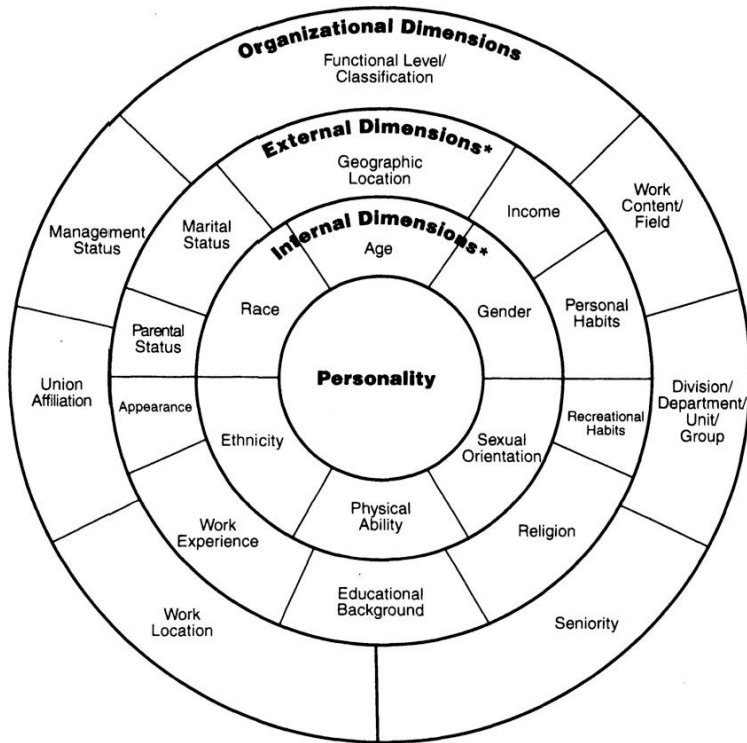 Organizational Dimensions
Functional Level/
Classification
External Dimensions*
Geographic
Location
Income
Work
Content/
Field
Management
Status
Marital
Status
Internal Dimensions*
Age
Race
Gender
Personal
Habits
Parental
Status
Personality
Union
Affiliation
Appearance
Ethnicity
Sexual
Orientation
Recreational
Habits
Division/
Department/
Unit/
Group
Physical
Ability
Work
Experience
Religion
Educational
Background
Work
Location
Seniority